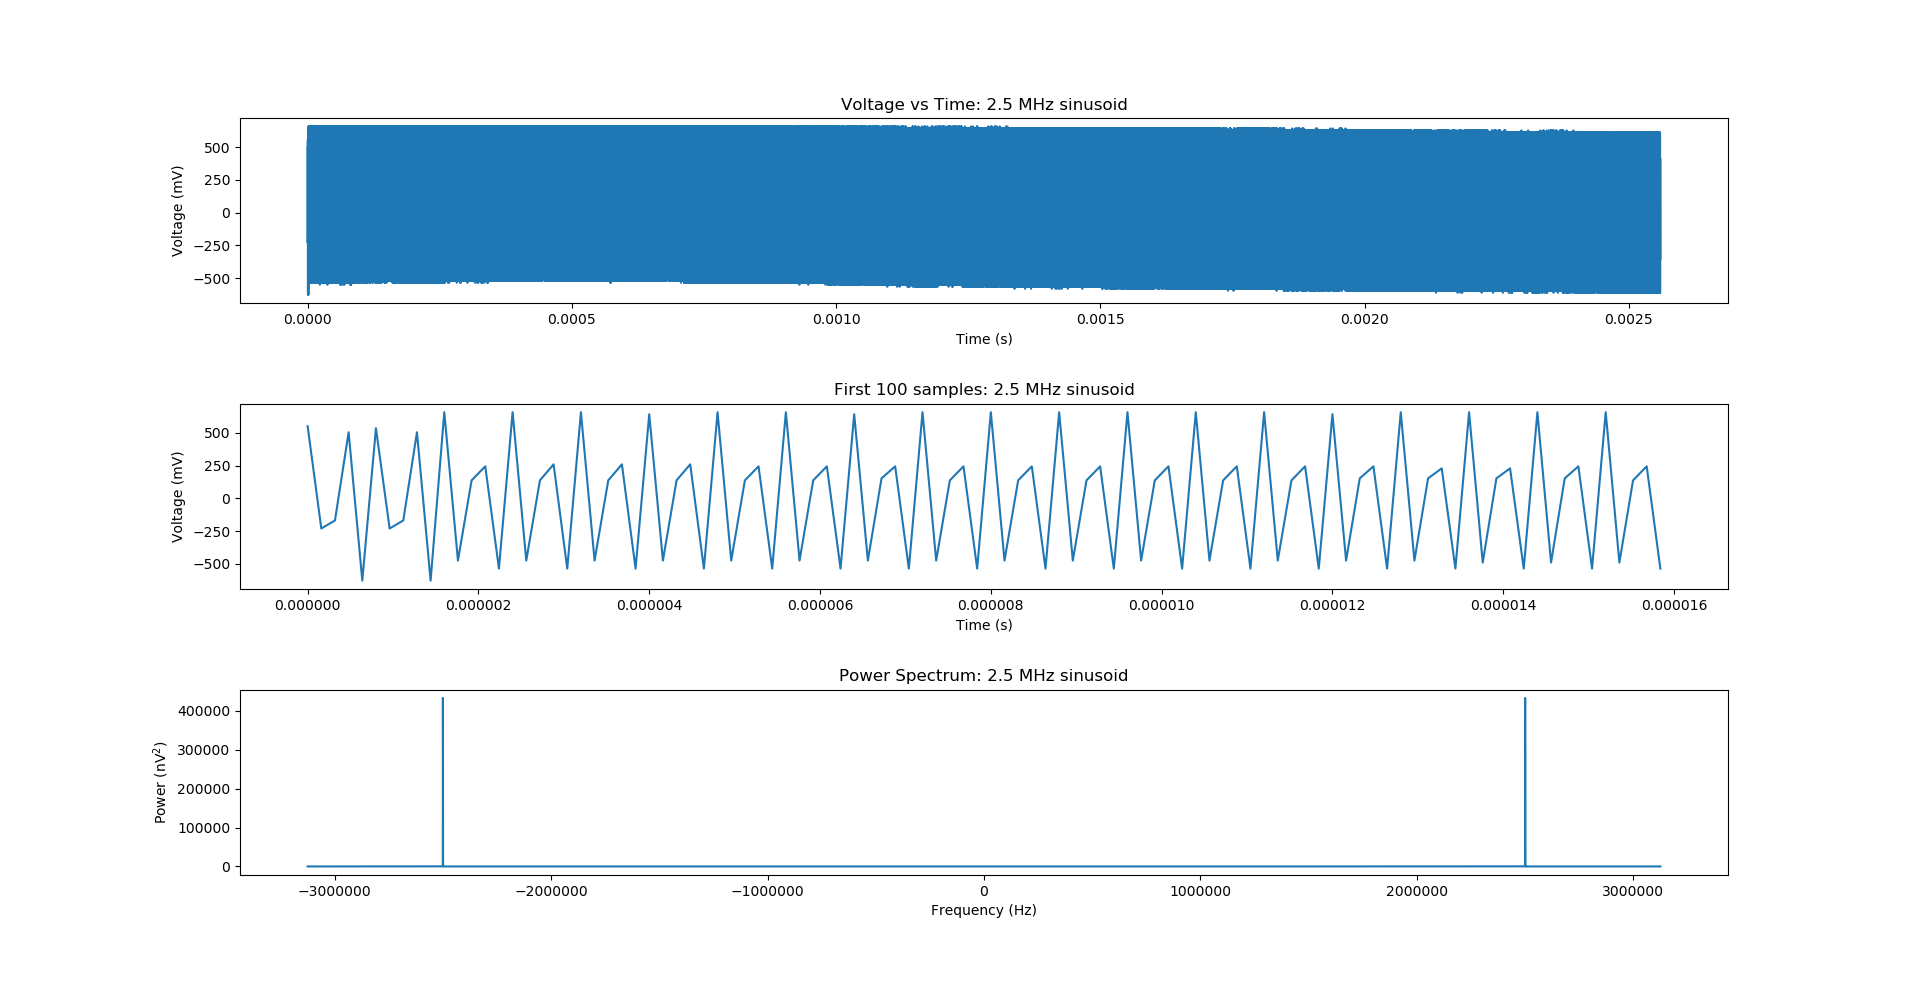 Voltage vs Time: 2.5 MHz sinusoid
500
250
0
−250
−500
Voltage (mV)
0.0000 0.0005 0.0010 0.0015 0.0020 0.0025
Time (s)
First 100 samples: 2.5 MHz sinusoid
500
250
0
−250
−500
Voltage (mV)
0.000000 0.000002 0.000004 0.000006 0.000008 0.000010 0.000012 0.000014 0.000016
Time (s)
Power Spectrum: 2.5 MHz sinusoid
400000
300000
200000
100000
0
Power (nV²)
−3000000 −2000000 −1000000 0 1000000 2000000 3000000
Frequency (Hz)